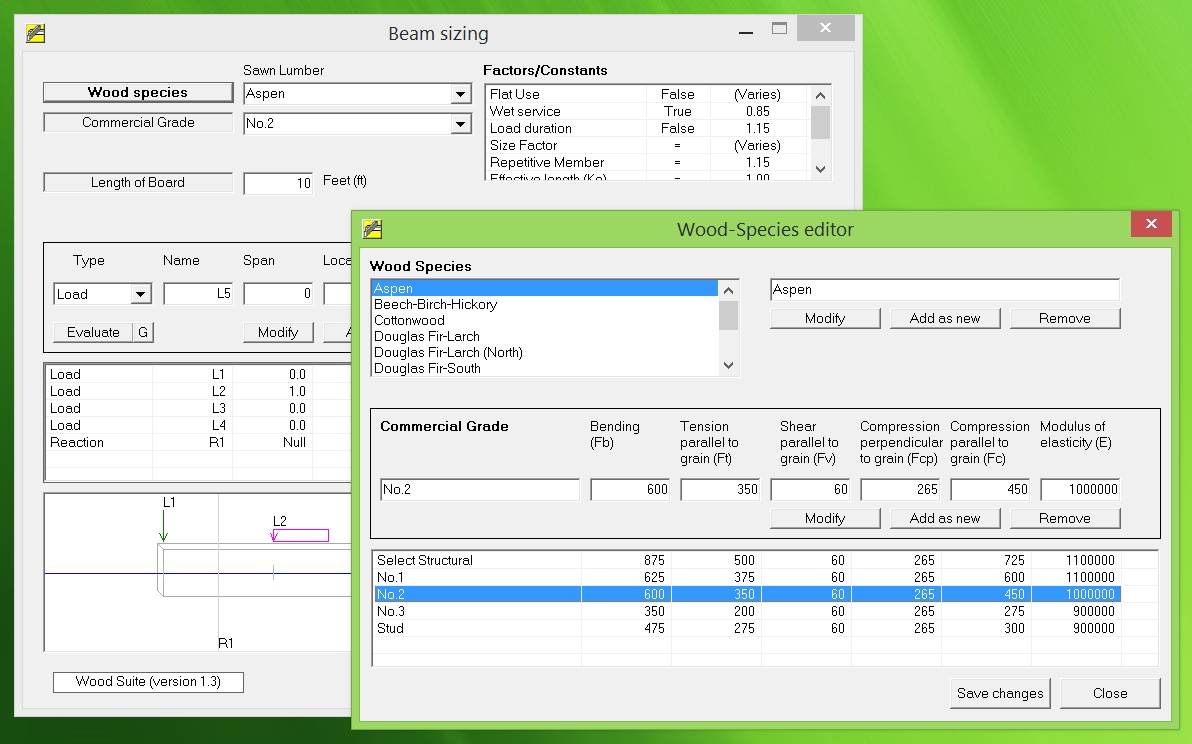 Beam sizing
Sawn Lumber
Factors/Constants
Wood species
Aspen
Commercial Grade
No.2
Flat Use False (Varies)
Wet service True 0.85
Load duration False 1.15
Size Factor = (Varies)
Repetitive Member = 1.15
Effective length (Ke) = 1.00
Length of Board 10 Feet (ft)
Type Name Span Loca
Load L5 0
Evaluate G Modify A
Load L1 0.0
Load L2 1.0
Load L3 0.0
Load L4 0.0
Reaction R1 Null
L1
L2
R1
Wood Suite (version 1.3)
Wood-Species editor
Wood Species
Aspen
Beech-Birch-Hickory
Cottonwood
Douglas Fir-Larch
Douglas Fir-Larch (North)
Douglas Fir-South
Aspen
Modify Add as new Remove
Commercial Grade
Bending
(Fb)
Tension
parallel to
grain (Ft)
Shear
parallel to
grain (Fv)
Compression
perpendicular
to grain (Fcp)
Compression
parallel to
grain (Fc)
Modulus of
elasticity (E)
No.2 600 350 60 265 450 1000000
Modify Add as new Remove
Select Structural 875 500 60 265 725 1100000
No.1 625 375 60 265 600 1100000
No.2 600 350 60 265 450 1000000
No.3 350 200 60 265 275 900000
Stud 475 275 60 265 300 900000
Save changes Close